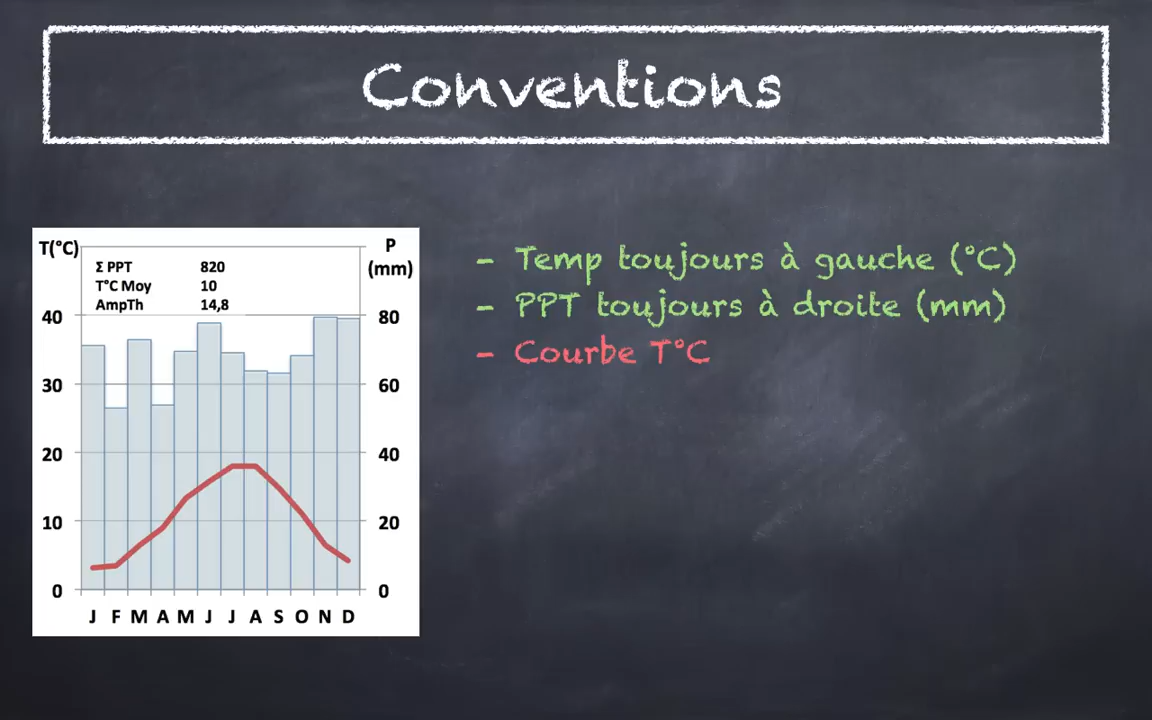 Conventions
T(°C)
P
(mm)
Σ PPT 820
T°C Moy 10
AmpTh 14,8
40 80
30 60
20 40
10 20
0 0
J F M A M J J A S O N D
- Temp toujours à gauche (°C)
- PPT toujours à droite (mm)
- Courbe T°C